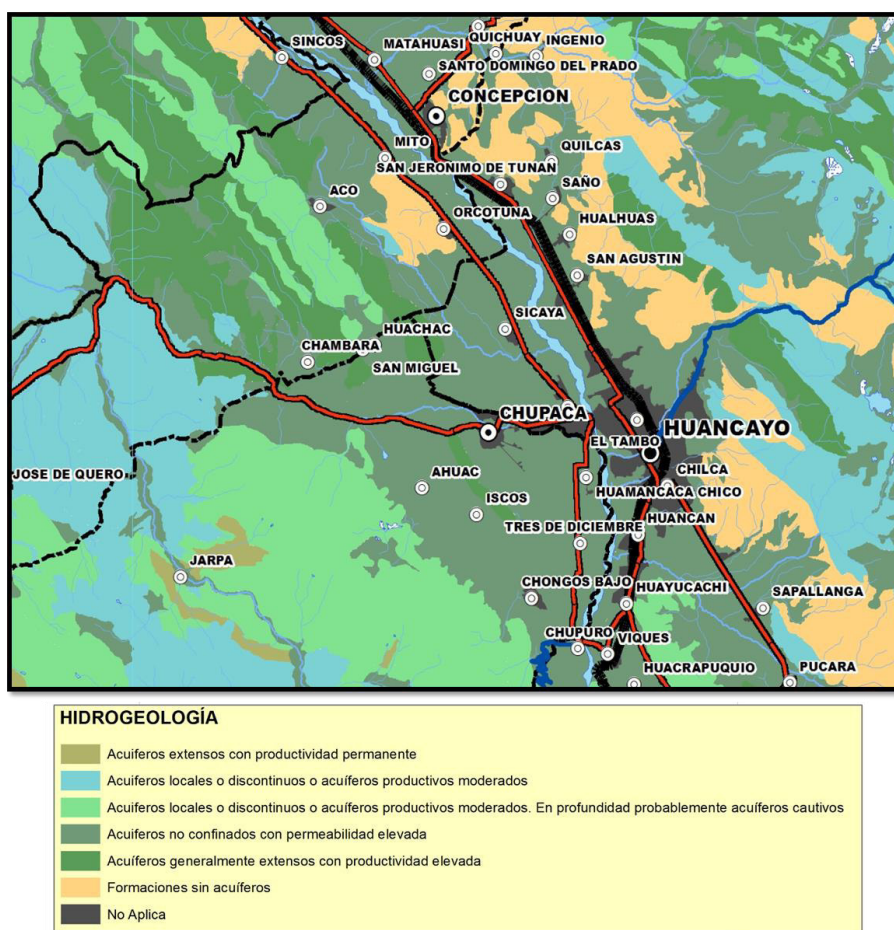 SINCOS
MATAHUASI
QUICHUAY
INGENIO
SANTO DOMINGO DEL PRADO
CONCEPCION
MITO
QUILCAS
SAN JERONIMO DE TUNAN
SAÑO
ACO
ORCOTUNA
HUALHUAS
SAN AGUSTIN
SICAYA
HUACHAC
CHAMBARA
SAN MIGUEL
CHUPACA
HUANCAYO
EL TAMBO
JOSE DE QUERO
AHUAC
CHILCA
HUAMANCACA CHICO
ISCOS
HUANCAN
TRES DE DICIEMBRE
JARPA
CHONGOS BAJO
HUAYUCACHI
SAPALLANGA
CHUPURO
VIQUES
HUACRAPUQUIO
PUCARA
HIDROGEOLOGÍA
Acuiferos extensos con productividad permanente
Acuiferos locales o discontinuos o acuíferos productivos moderados
Acuiferos locales o discontinuos o acuíferos productivos moderados. En profundidad probablemente acuíferos cautivos
Acuiferos no confinados con permeabilidad elevada
Acuíferos generalmente extensos con productividad elevada
Formaciones sin acuíferos
No Aplica